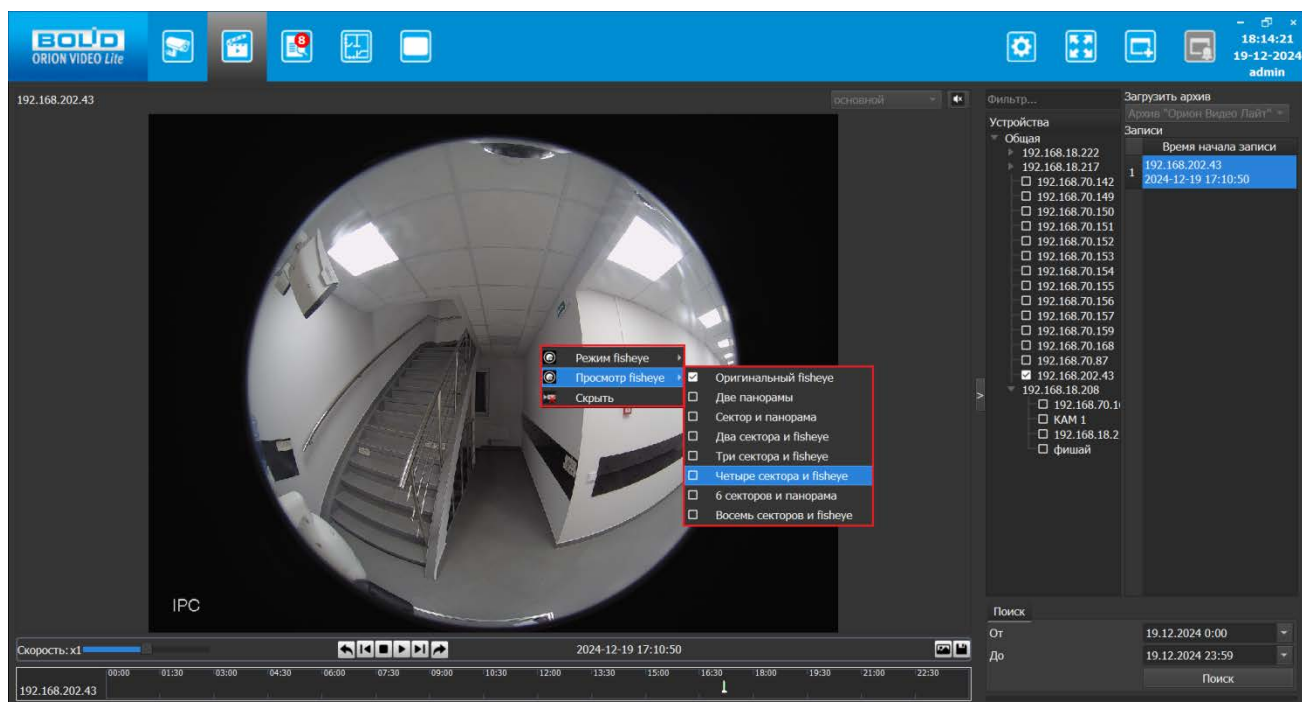 BOLID
ORION VIDEO Lite
8
18:14:21
19-12-2024
admin
192.168.202.43
основной
IPC
Режим fisheye
Просмотр fisheye
Скрыть
Оригинальный fisheye
Две панорамы
Сектор и панорама
Два сектора и fisheye
Три сектора и fisheye
Четыре сектора и fisheye
6 секторов и панорама
Восемь секторов и fisheye
Фильтр...
Устройства
Общая
192.168.18.222
192.168.18.217
192.168.70.142
192.168.70.149
192.168.70.150
192.168.70.151
192.168.70.152
192.168.70.153
192.168.70.154
192.168.70.155
192.168.70.156
192.168.70.157
192.168.70.159
192.168.70.168
192.168.70.87
192.168.202.43
192.168.18.208
192.168.70.1
КАМ 1
192.168.18.2
фишай
Загрузить архив
Архив "Орион Видео Лайт"
Записи
Время начала записи
1 192.168.202.43
2024-12-19 17:10:50
Поиск
От 19.12.2024 0:00
До 19.12.2024 23:59
Поиск
Скорость: x1
2024-12-19 17:10:50
00:00 01:30 03:00 04:30 06:00 07:30 09:00 10:30 12:00 13:30 15:00 16:30 18:00 19:30 21:00 22:30
192.168.202.43